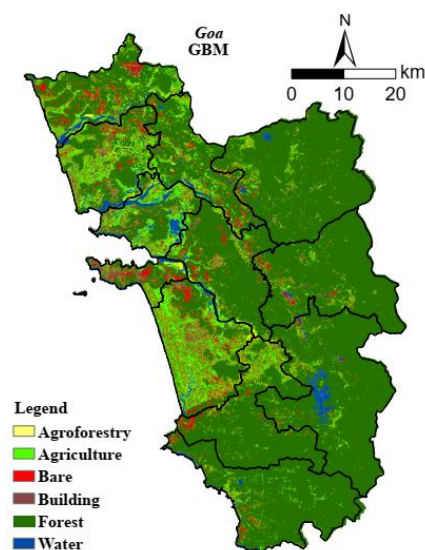 Goa
GBM
N
km
0 10 20
Legend
Agroforestry
Agriculture
Bare
Building
Forest
Water